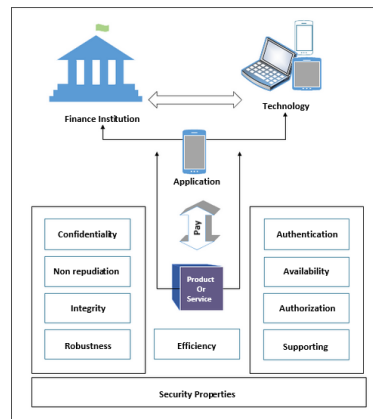 Finance Institution
Technology
Application
Pay
Confidentiality
Non repudiation
Integrity
Robustness
Product
Or
Service
Efficiency
Authentication
Availability
Authorization
Supporting
Security Properties